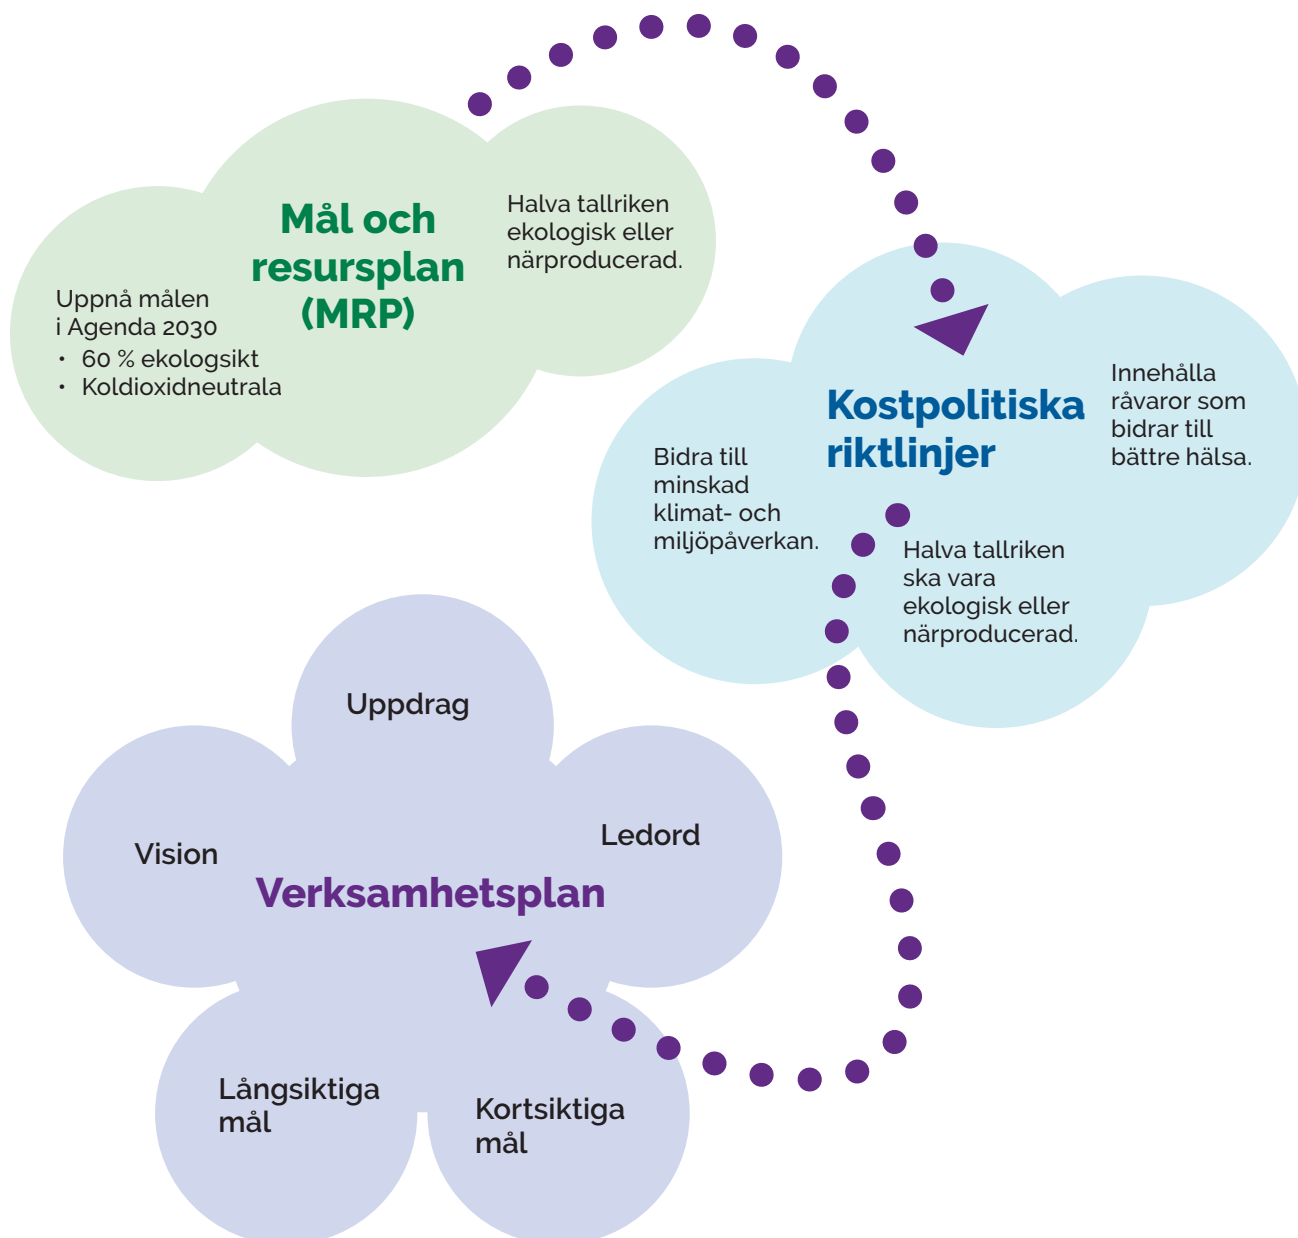 Mål och
resursplan
(MRP)
Halva tallriken
ekologisk eller
närproducerad.
Uppnå målen
i Agenda 2030
• 60 % ekologsikt
• Koldioxidneutrala
Kostpolitiska
riktlinjer
Innehålla
råvaror som
bidrar till
bättre hälsa.
Bidra till
minskad
klimat- och
miljöpåverkan.
Halva tallriken
ska vara
ekologisk eller
närproducerad.
Uppdrag
Vision
Ledord
Verksamhetsplan
Långsiktiga
mål
Kortsiktiga
mål